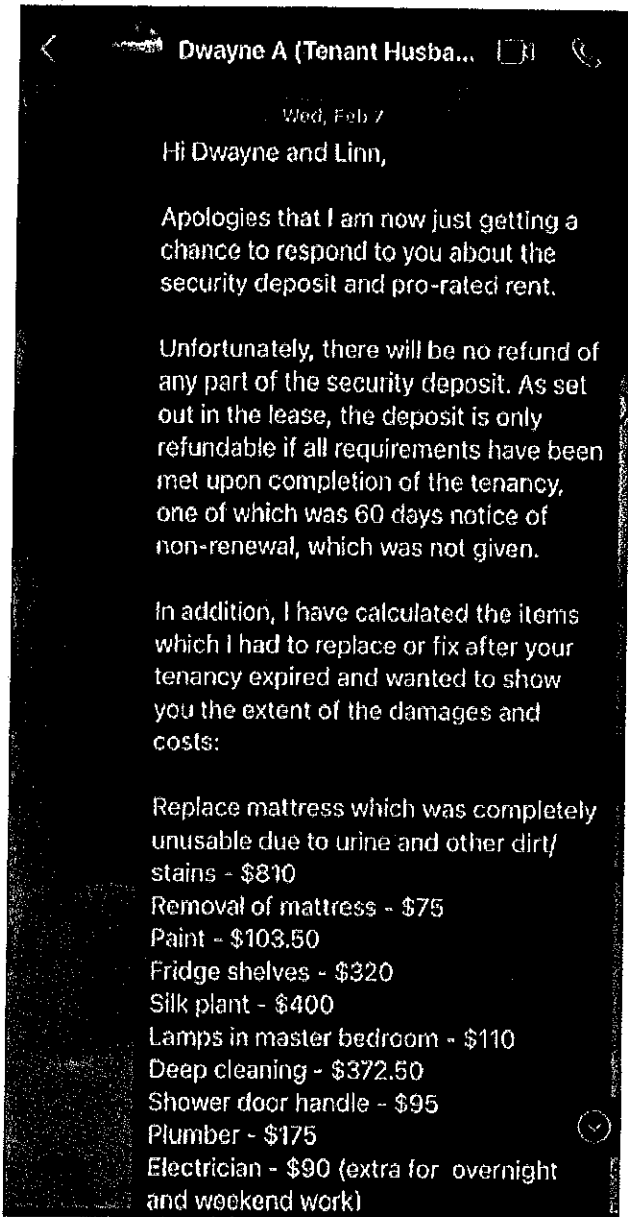 Dwayne A (Tenant Husba...
Wed, Feb 7
Hi Dwayne and Linn,
Apologies that I am now just getting a
chance to respond to you about the
security deposit and pro-rated rent.
Unfortunately, there will be no refund of
any part of the security deposit. As set
out in the lease, the deposit is only
refundable if all requirements have been
met upon completion of the tenancy,
one of which was 60 days notice of
non-renewal, which was not given.
In addition, I have calculated the items
which I had to replace or fix after your
tenancy expired and wanted to show
you the extent of the damages and
costs:
Replace mattress which was completely
unusable due to urine and other dirt/
stains - $810
Removal of mattress - $75
Paint - $103.50
Fridge shelves - $320
Silk plant - $400
Lamps in master bedroom - $110
Deep cleaning - $372.50
Shower door handle - $95
Plumber - $175
Electrician - $90 (extra for overnight
and weekend work)